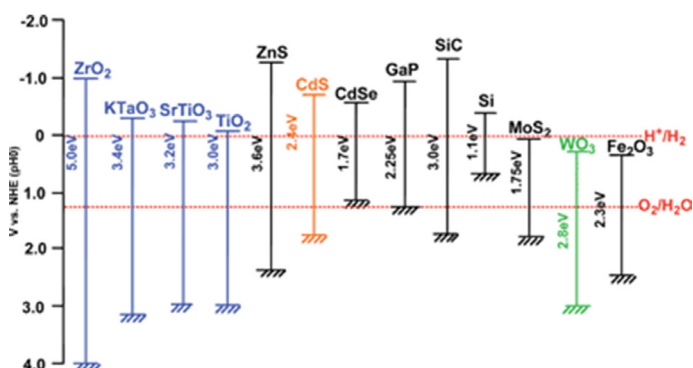 V vs. NHE (pH0)
-2.0
-1.0
0
1.0
2.0
3.0
4.0
ZrO₂
5.0eV
KTaO₃
3.4eV
SrTiO₃
3.2eV
TiO₂
3.0eV
ZnS
3.6eV
CdS
2.4eV
CdSe
1.7eV
GaP
2.25eV
SiC
3.0eV
Si
1.1eV
MoS₂
1.75eV
WO₃
2.8eV
Fe₂O₃
2.3eV
H⁺/H₂
O₂/H₂O